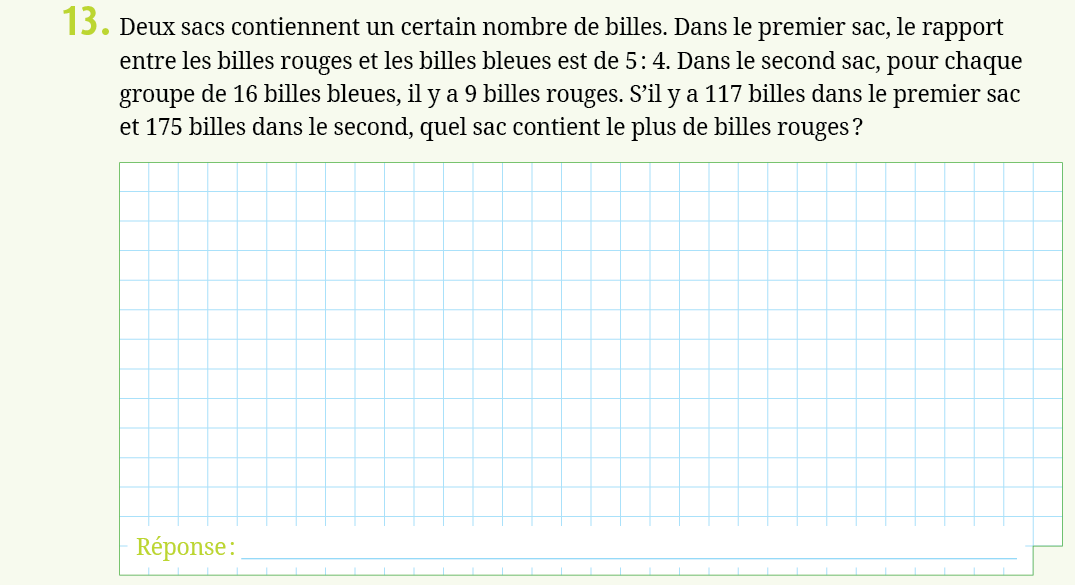 13. Deux sacs contiennent un certain nombre de billes. Dans le premier sac, le rapport
entre les billes rouges et les billes bleues est de 5 : 4. Dans le second sac, pour chaque
groupe de 16 billes bleues, il y a 9 billes rouges. S’il y a 117 billes dans le premier sac
et 175 billes dans le second, quel sac contient le plus de billes rouges ?
Réponse :